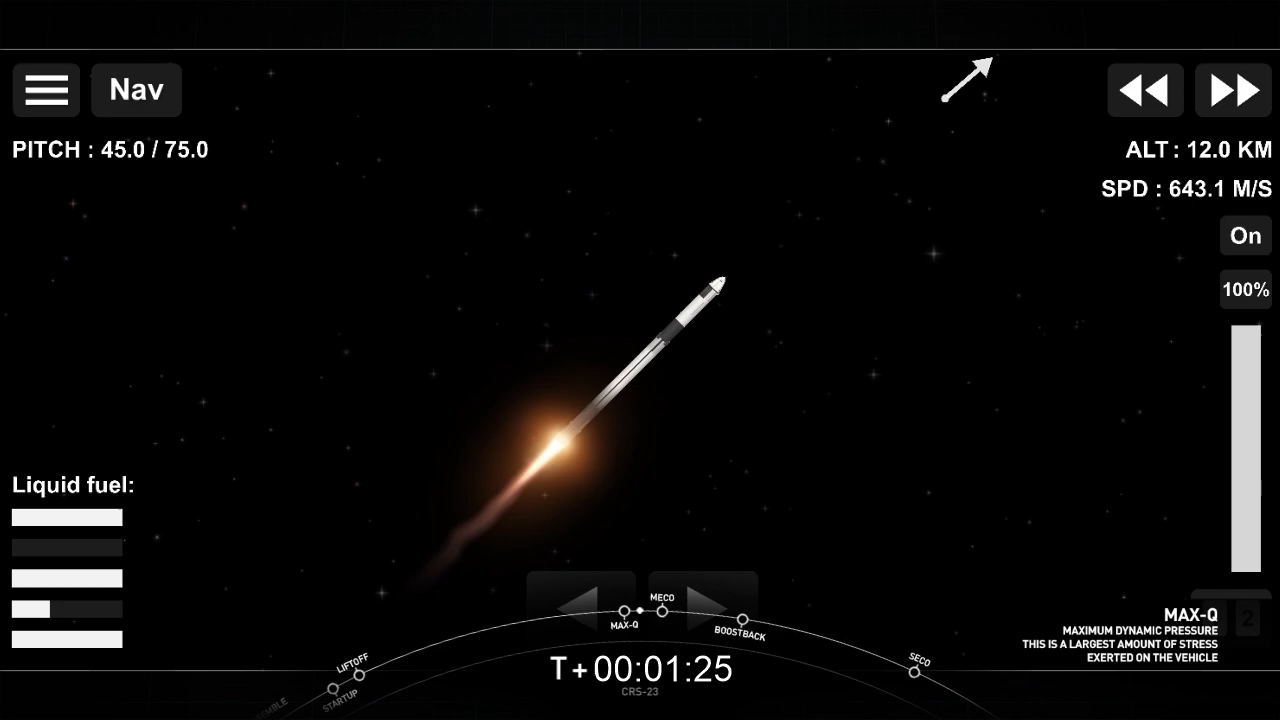 Nav
PITCH : 45.0 / 75.0
ALT : 12.0 KM
SPD : 643.1 M/S
On
100%
Liquid fuel:
MECO
MAX-Q
BOOSTBACK
LIFTOFF
SECO
STARTUP
T+00:01:25
CRS-23
MAX-Q
MAXIMUM DYNAMIC PRESSURE
THIS IS A LARGEST AMOUNT OF STRESS
EXERTED ON THE VEHICLE
2